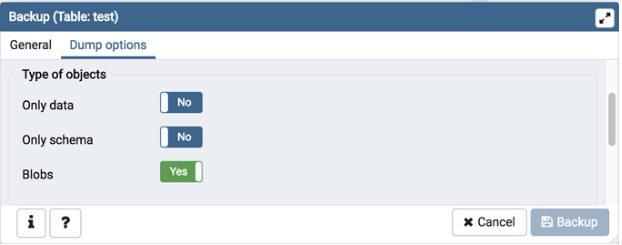 Backup (Table: test)
General Dump options
Type of objects
Only data No
Only schema No
Blobs Yes
i ? Cancel Backup